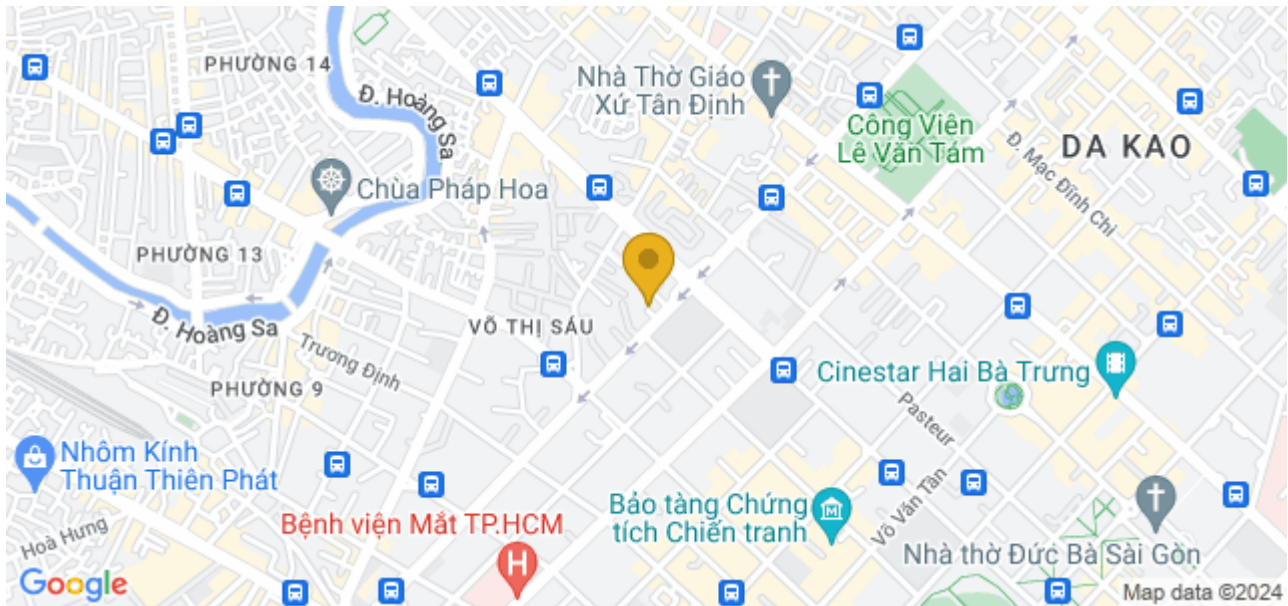 PHƯỜNG 14
Đ. Hoàng Sa
Nhà Thờ Giáo
Xứ Tân Định
Công Viên
Lê Văn Tám
DA KAO
Đ. Mạc Đĩnh Chi
Chùa Pháp Hoa
PHƯỜNG 13
Đ. Hoàng Sa
VÕ THỊ SÁU
Trương Định
PHƯỜNG 9
Cinestar Hai Bà Trưng
Pasteur
Nhôm Kính
Thuận Thiên Phát
Bảo tàng Chứng
tích Chiến tranh
Võ Văn Tần
Bệnh viện Mắt TP.HCM
Hoà Hưng
Nhà thờ Đức Bà Sài Gòn
Google
Map data ©2024